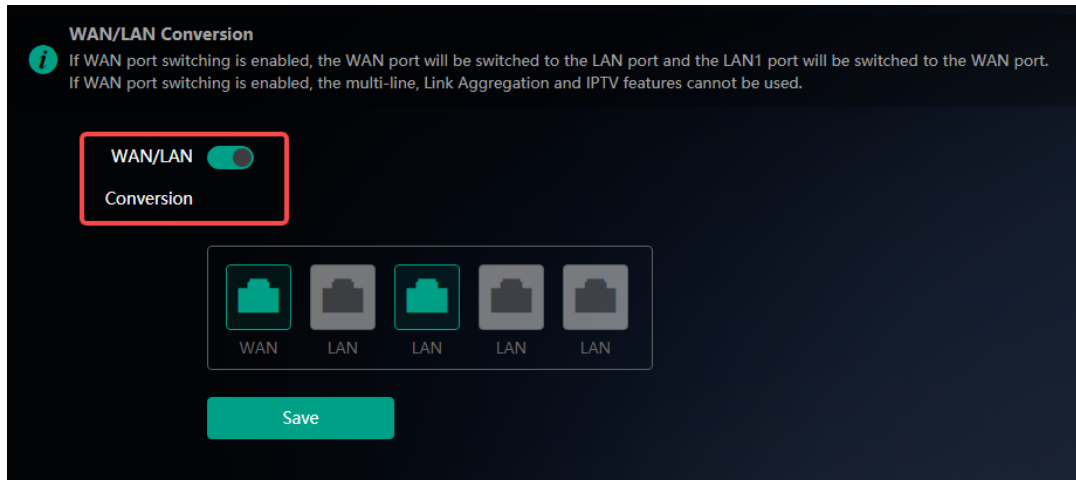 WAN/LAN Conversion
i
If WAN port switching is enabled, the WAN port will be switched to the LAN port and the LAN1 port will be switched to the WAN port.
If WAN port switching is enabled, the multi-line, Link Aggregation and IPTV features cannot be used.
WAN/LAN
Conversion
WAN LAN LAN LAN LAN
Save